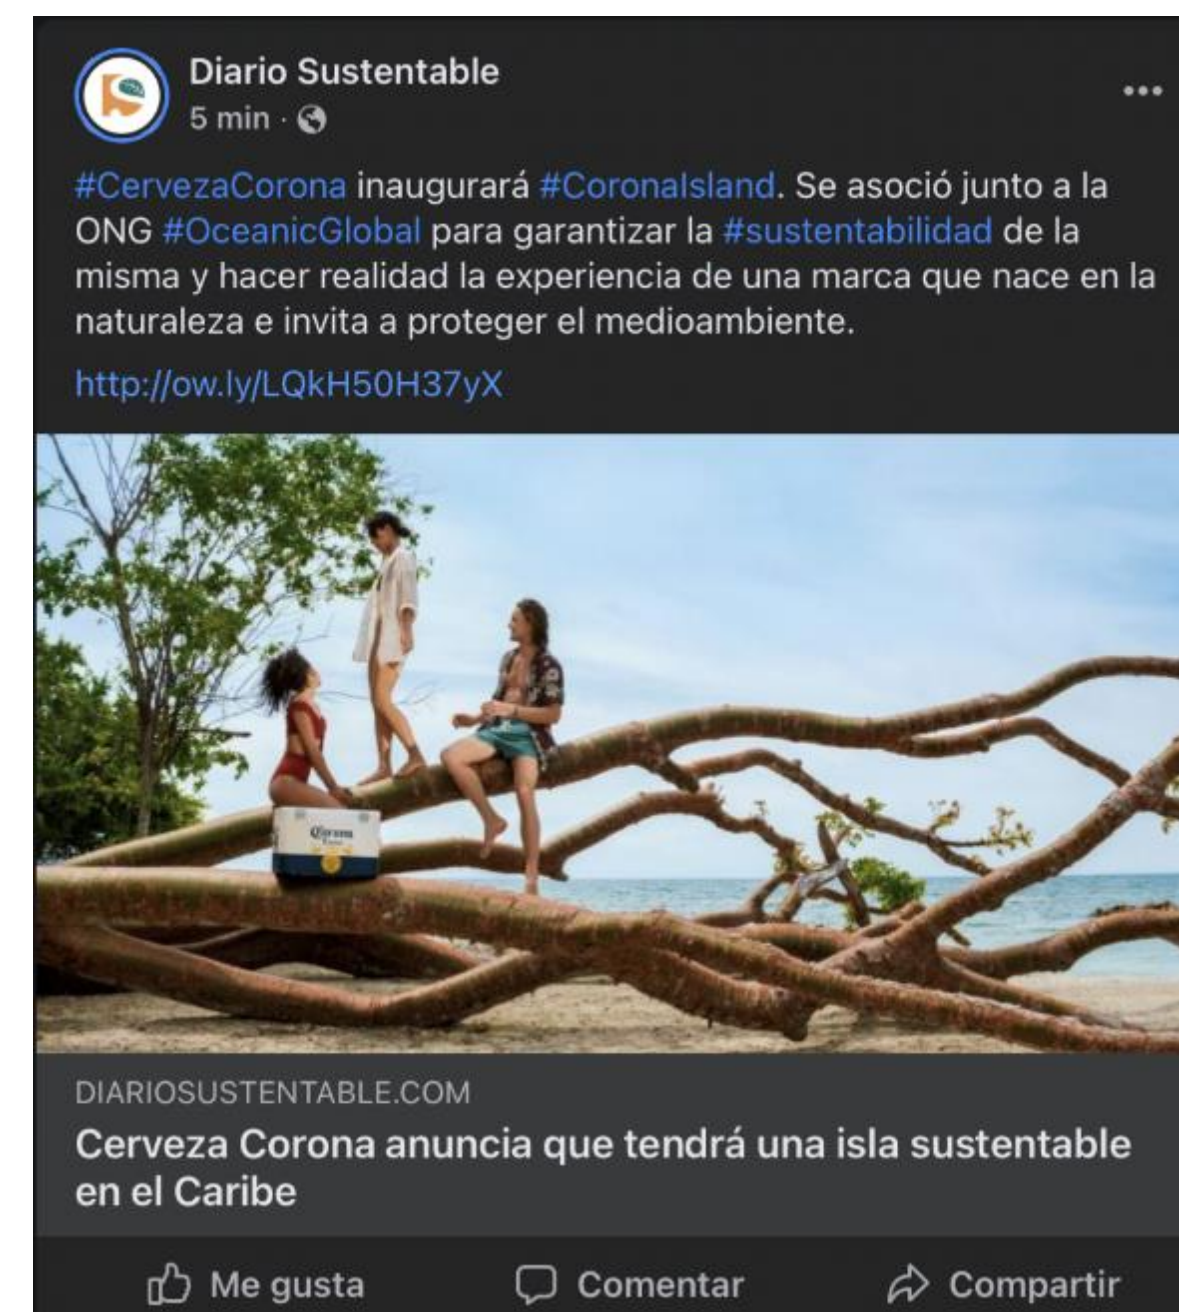 Diario Sustentable
5 min ·
#CervezaCorona inaugurará #CoronaIsland. Se asoció junto a la
ONG #OceanicGlobal para garantizar la #sustentabilidad de la
misma y hacer realidad la experiencia de una marca que nace en la
naturaleza e invita a proteger el medioambiente.
http://ow.ly/LQkH50H37yX
Corona
DIARIOSUSTENTABLE.COM
Cerveza Corona anuncia que tendrá una isla sustentable
en el Caribe
Me gusta Comentar Compartir